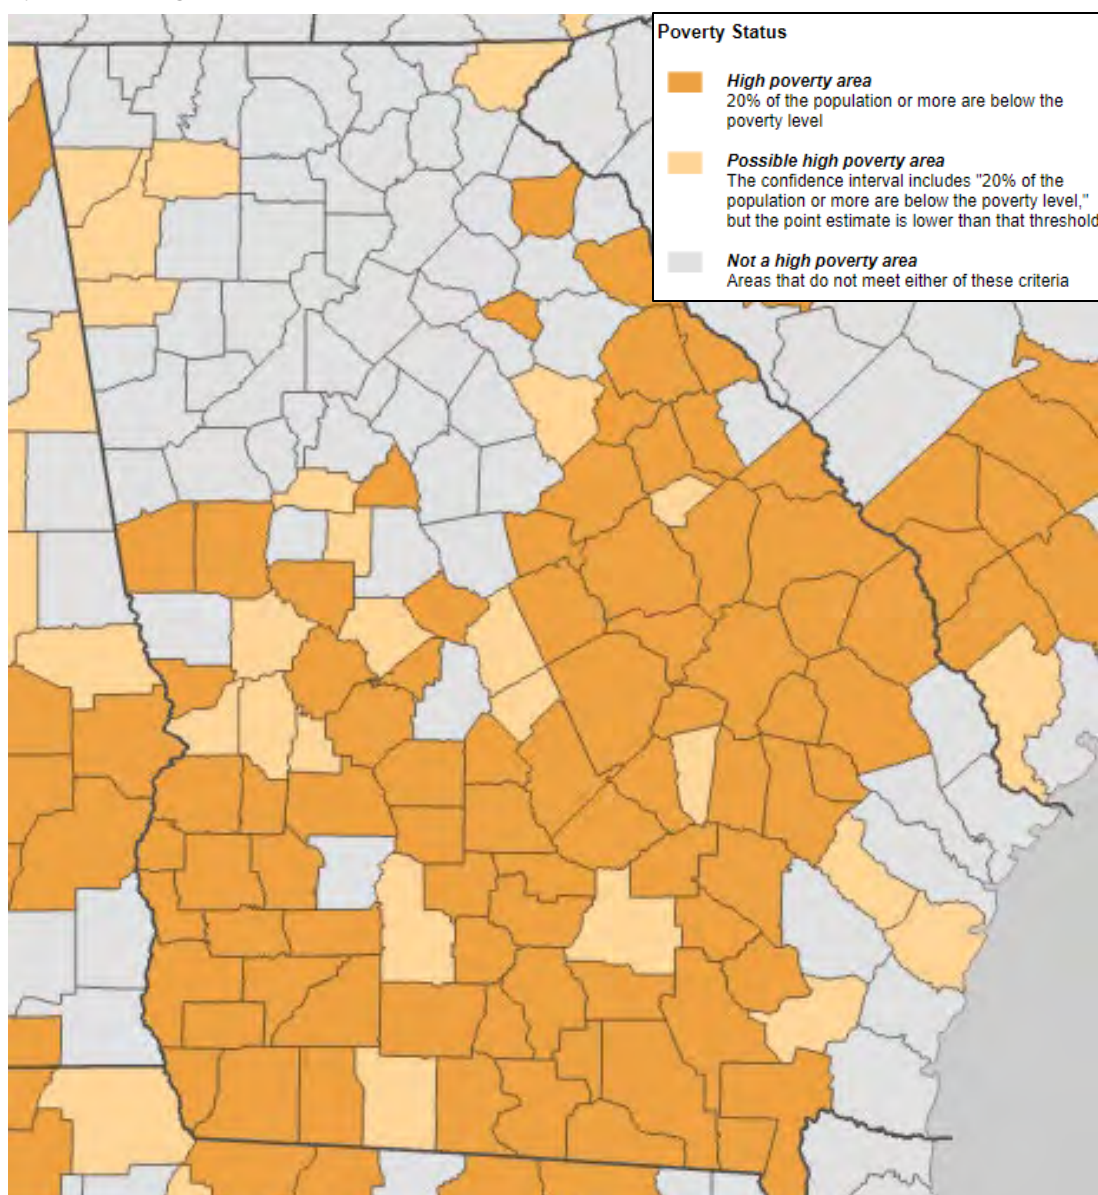 Poverty Status
High poverty area
20% of the population or more are below the
poverty level
Possible high poverty area
The confidence interval includes "20% of the
population or more are below the poverty level,"
but the point estimate is lower than that threshold
Not a high poverty area
Areas that do not meet either of these criteria